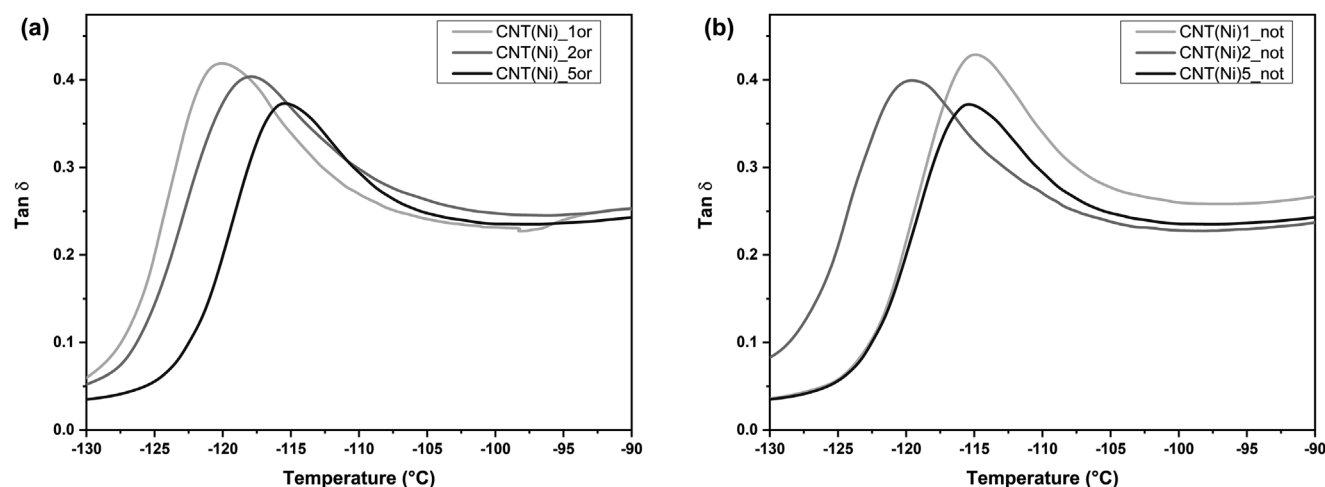 (a)
CNT(Ni)_1or
CNT(Ni)_2or
CNT(Ni)_5or
Tan δ
0.4
0.3
0.2
0.1
0.0
-130
-125
-120
-115
-110
-105
-100
-95
-90
Temperature (°C)
(b)
CNT(Ni)1_not
CNT(Ni)2_not
CNT(Ni)5_not
Tan δ
0.4
0.3
0.2
0.1
0.0
-130
-125
-120
-115
-110
-105
-100
-95
-90
Temperature (°C)